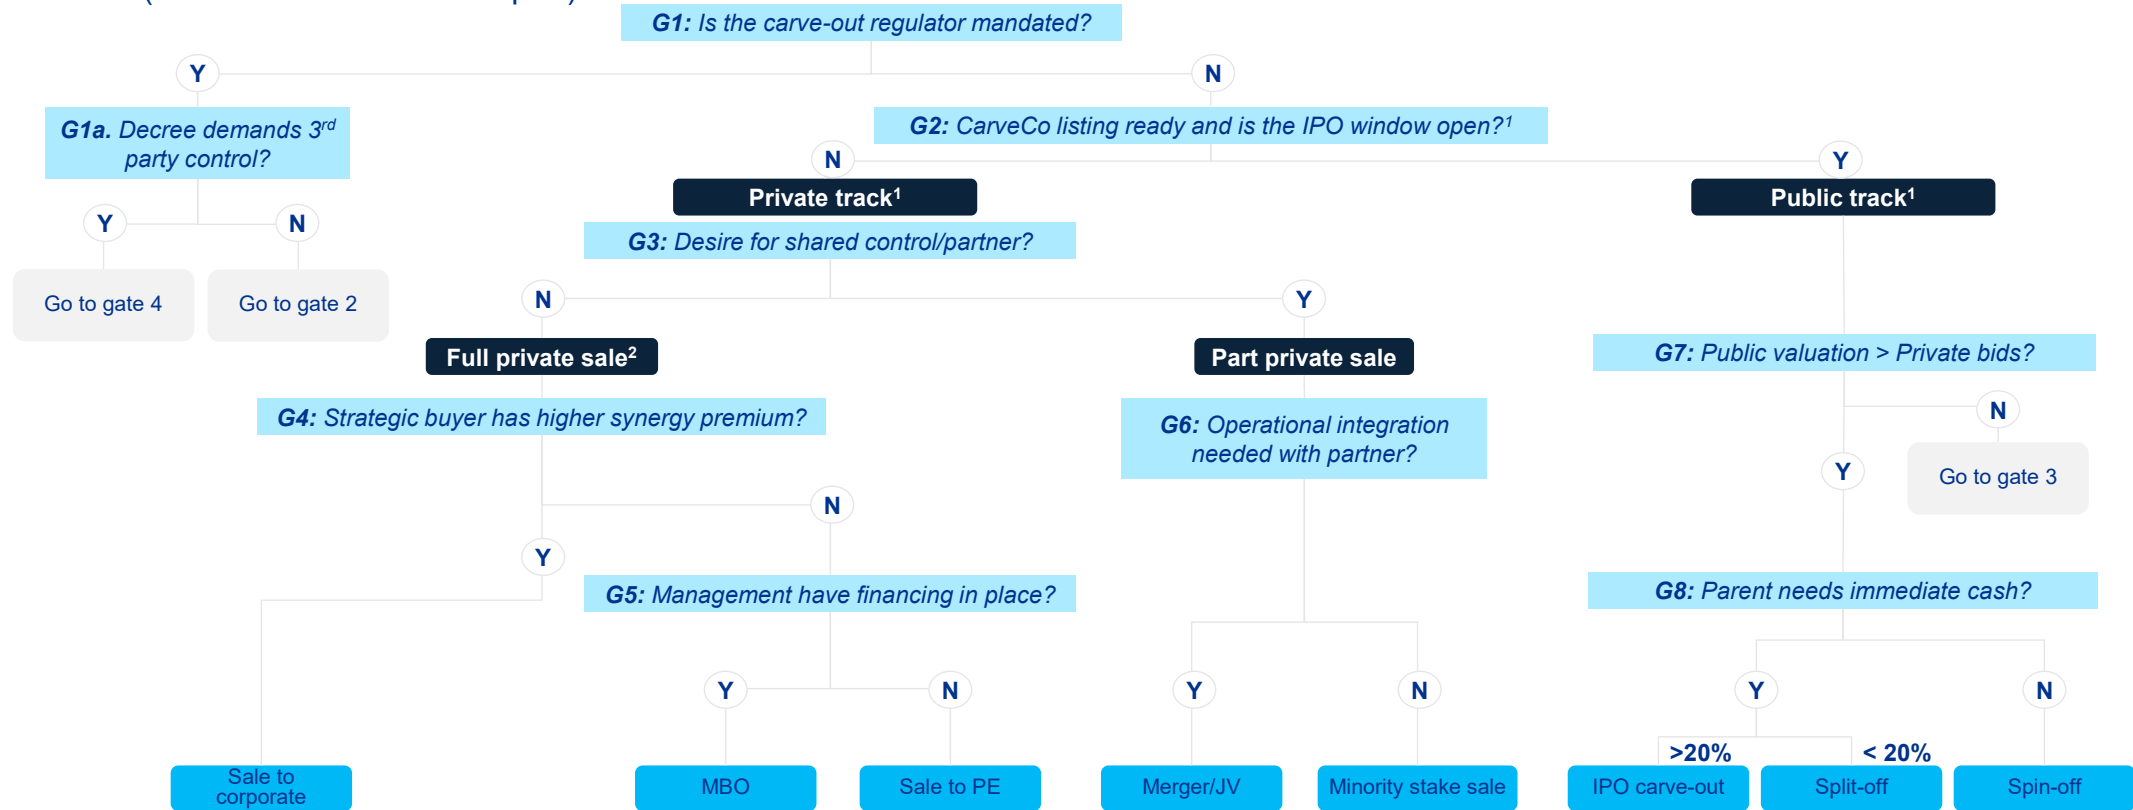 G1: Is the carve-out regulator mandated?
Y
N
G1a. Decree demands 3rd
party control?
G2: CarveCo listing ready and is the IPO window open?1
N
Y
Private track1
Public track1
Y
N
G3: Desire for shared control/partner?
Go to gate 4
Go to gate 2
N
Y
Full private sale2
Part private sale
G7: Public valuation > Private bids?
G4: Strategic buyer has higher synergy premium?
G6: Operational integration
needed with partner?
N
Y
Go to gate 3
N
Y
G5: Management have financing in place?
G8: Parent needs immediate cash?
Y
N
Y
N
Y
N
>20%
< 20%
Sale to
corporate
MBO
Sale to PE
Merger/JV
Minority stake sale
IPO carve-out
Split-off
Spin-off